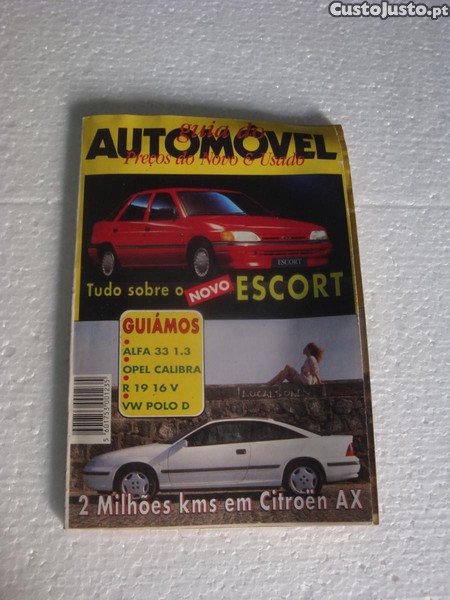 CustoJusto.pt
guia do
AUTOMÓVEL
Preços do Novo & Usado
ESCORT
Tudo sobre o NOVO ESCORT
GUIÁMOS
ALFA 33 1.3
OPEL CALIBRA
R 19 16 V
VW POLO D
2 Milhões kms em Citroën AX